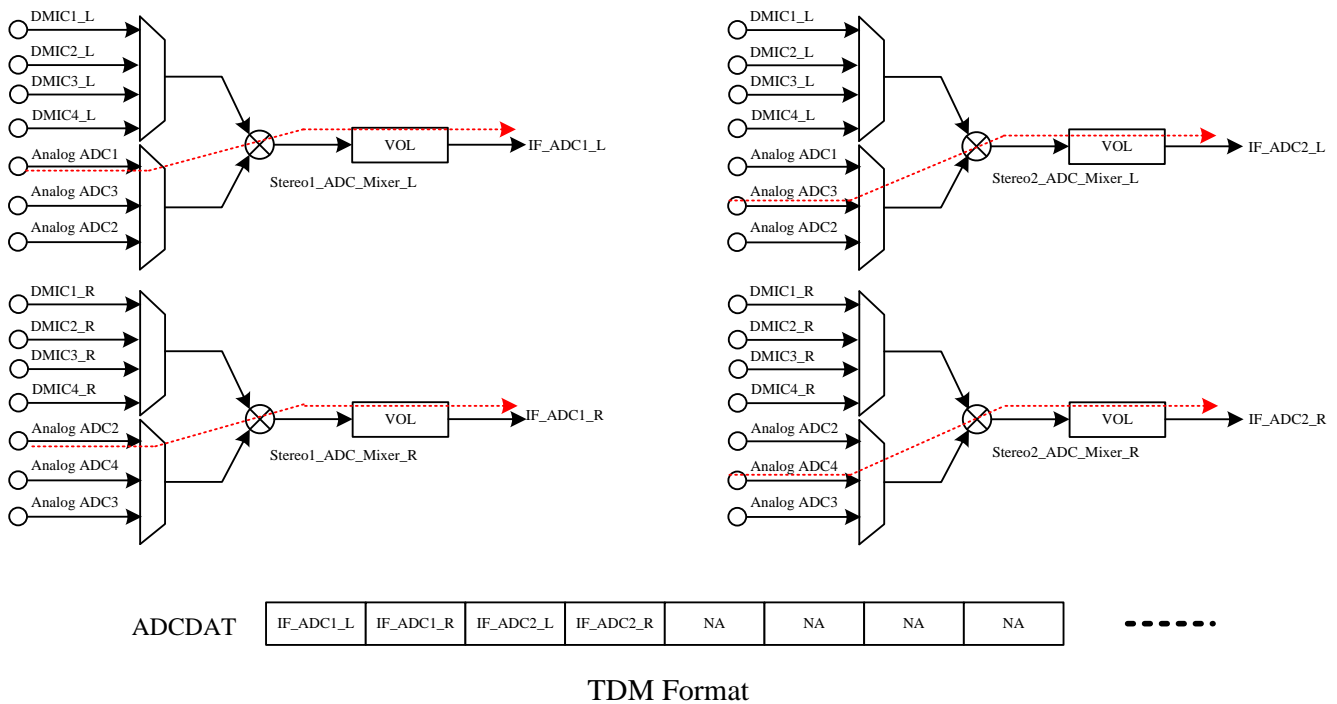 DMIC1_L
DMIC2_L
DMIC3_L
DMIC4_L
Analog ADC1
Analog ADC3
Analog ADC2
VOL
IF_ADC1_L
Stereo1_ADC_Mixer_L
DMIC1_L
DMIC2_L
DMIC3_L
DMIC4_L
Analog ADC1
Analog ADC3
Analog ADC2
VOL
IF_ADC2_L
Stereo2_ADC_Mixer_L
DMIC1_R
DMIC2_R
DMIC3_R
DMIC4_R
Analog ADC2
Analog ADC4
Analog ADC3
VOL
IF_ADC1_R
Stereo1_ADC_Mixer_R
DMIC1_R
DMIC2_R
DMIC3_R
DMIC4_R
Analog ADC2
Analog ADC4
Analog ADC3
VOL
IF_ADC2_R
Stereo2_ADC_Mixer_R
ADCDAT IF_ADC1_L IF_ADC1_R IF_ADC2_L IF_ADC2_R NA NA NA NA
TDM Format